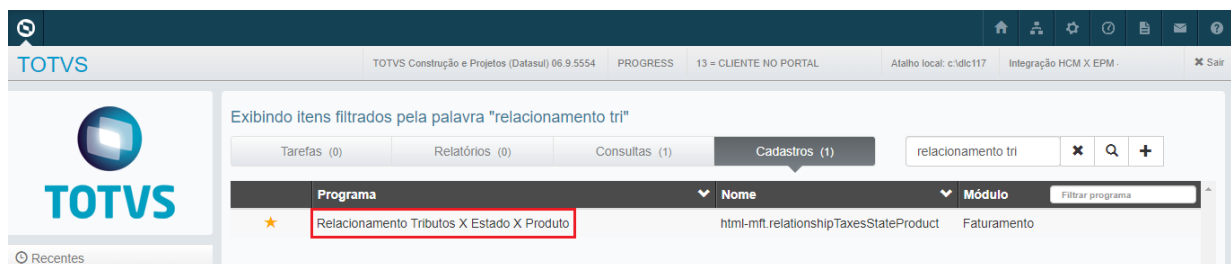 TOTVS
TOTVS Construção e Projetos (Datasul) 06.9.5554 PROGRESS 13 = CLIENTE NO PORTAL Atalho local: c:\dlc117 Integração HCM X EPM - ✖ Sair
Exibindo itens filtrados pela palavra "relacionamento tri"
Tarefas (0) Relatórios (0) Consultas (1) Cadastros (1) relacionamento tri
TOTVS
Programa Nome Módulo Filtrar programa
Relacionamento Tributos X Estado X Produto html-mft.relationshipTaxesStateProduct Faturamento
Recentes